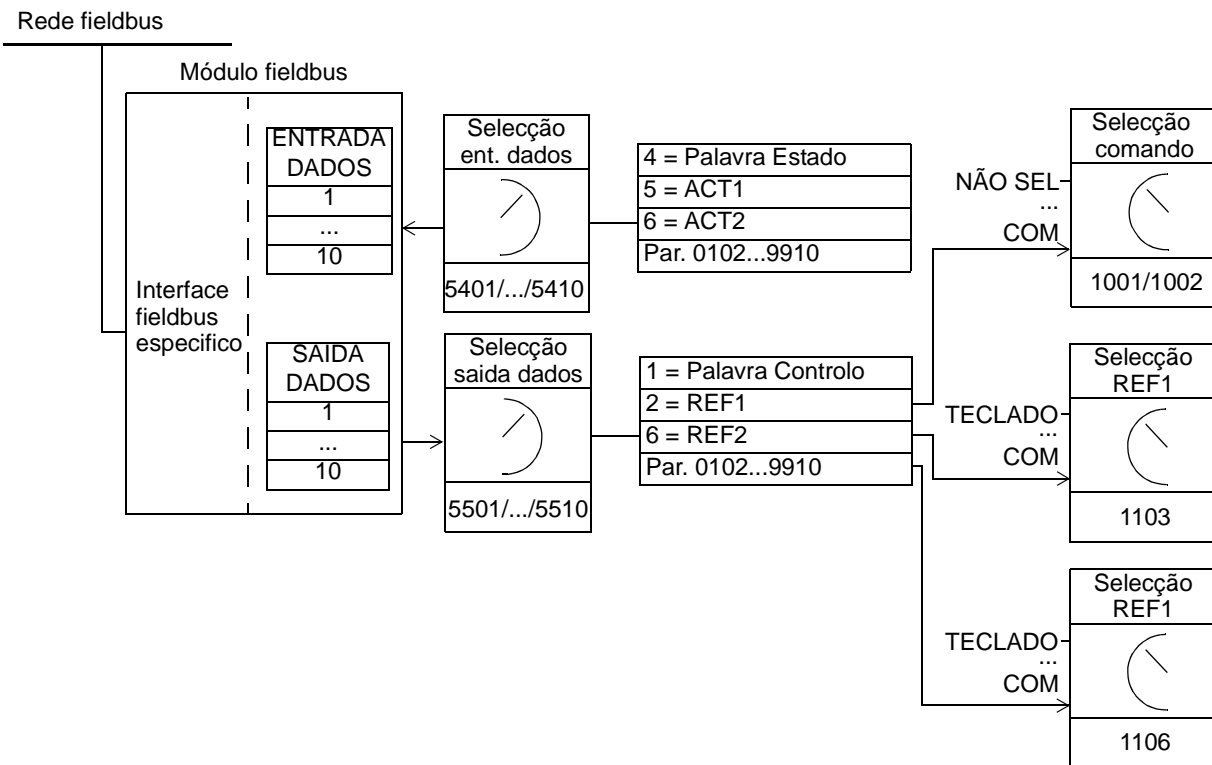 Rede fieldbus
Módulo fieldbus
Interface
fieldbus
especifico
ENTRADA
DADOS
1
...
10
SAIDA
DADOS
1
...
10
Selecção
ent. dados
5401/.../5410
Selecção
saida dados
5501/.../5510
4 = Palavra Estado
5 = ACT1
6 = ACT2
Par. 0102...9910
1 = Palavra Controlo
2 = REF1
6 = REF2
Par. 0102...9910
NÃO SEL
...
COM
Selecção
comando
1001/1002
TECLADO
...
COM
Selecção
REF1
1103
TECLADO
...
COM
Selecção
REF1
1106